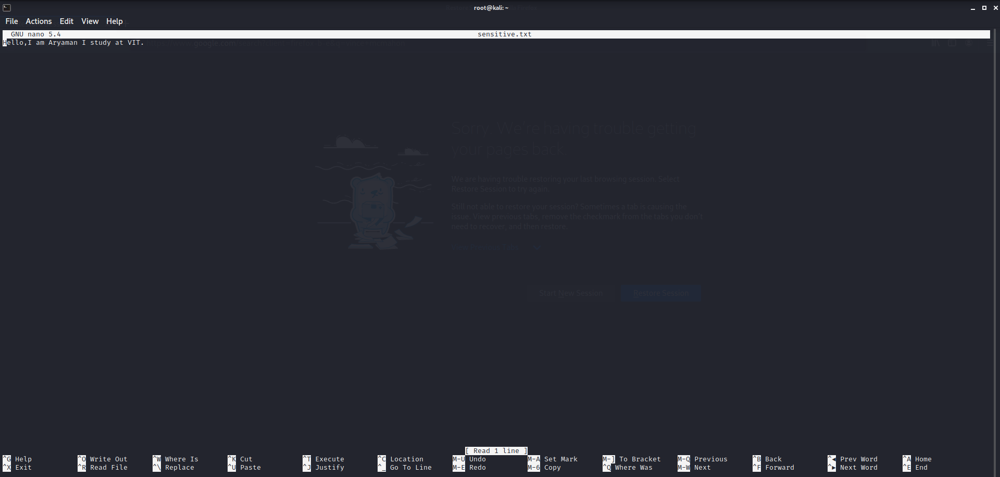 root@kali: ~
File Actions Edit View Help
GNU nano 5.4 sensitive.txt
Hello,I am Aryaman I study at VIT.
google.com
Sorry. We're having trouble getting
your pages back.
We are having trouble restoring your last browsing session. Select
Restore Session to try again.
Still not able to restore your session? Sometimes a tab is causing the
issue. View previous tabs, remove the checkmark from the tabs you don't
need to recover, and then restore.
View Previous Tabs
Start New Session Restore Session
[ Read 1 line ]
^G Help ^O Write Out ^W Where Is ^K Cut ^T Execute ^C Location M-U Undo M-A Set Mark M-] To Bracket M-Q Previous ^B Back ^◂ Prev Word ^A Home
^X Exit ^R Read File ^\ Replace ^U Paste ^J Justify ^_ Go To Line M-E Redo M-6 Copy ^Q Where Was M-W Next ^F Forward ^▸ Next Word ^E End